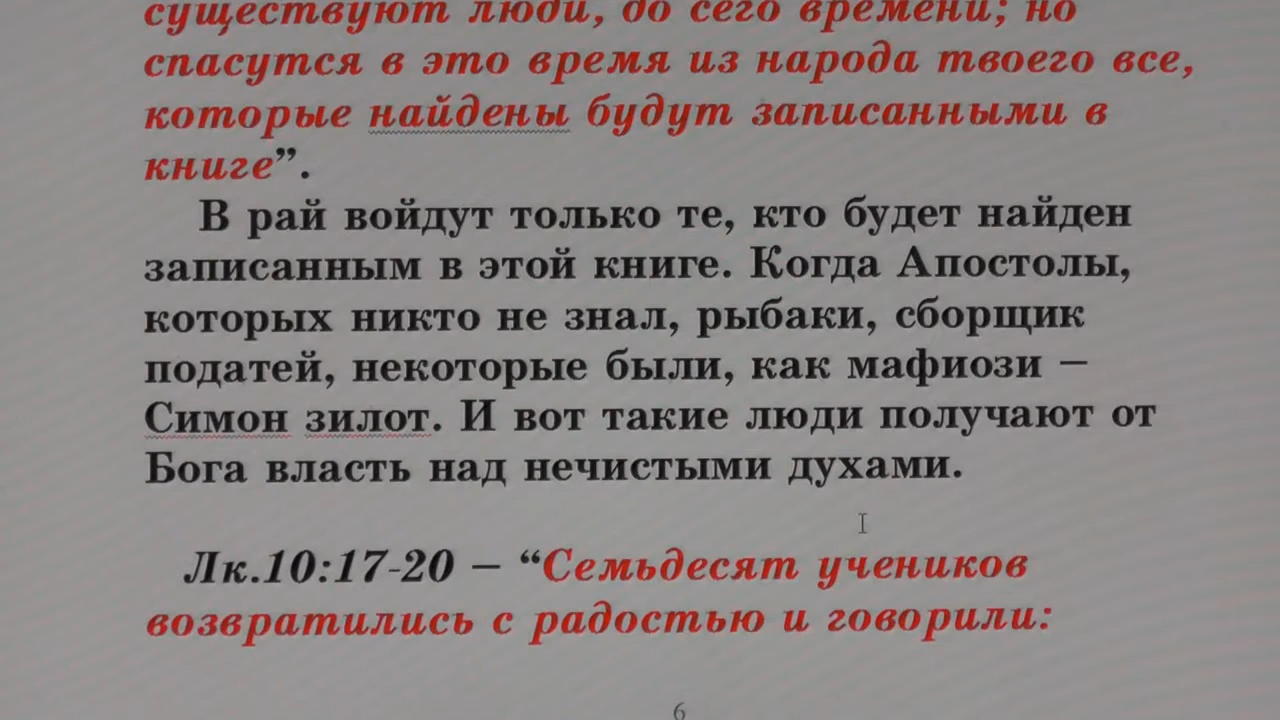 существуют люди, до сего времени; но
спасутся в это время из народа твоего все,
которые найдены будут записанными в
книге”.
В рай войдут только те, кто будет найден
записанным в этой книге. Когда Апостолы,
которых никто не знал, рыбаки, сборщик
податей, некоторые были, как мафиози –
Симон зилот. И вот такие люди получают от
Бога власть над нечистыми духами.
Лк.10:17-20 – “Семьдесят учеников
возвратились с радостью и говорили:
6